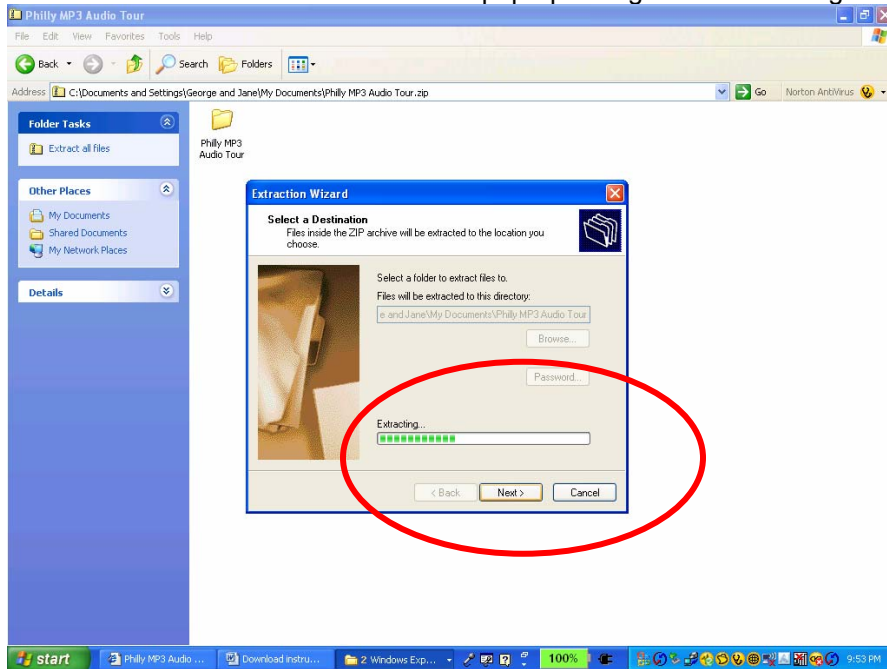 Philly MP3 Audio Tour
File Edit View Favorites Tools Help
Back Search Folders
Address C:\Documents and Settings\George and Jane\My Documents\Philly MP3 Audio Tour.zip Go Norton AntiVirus
Folder Tasks
Extract all files
Philly MP3
Audio Tour
Other Places
My Documents
Shared Documents
My Network Places
Details
Extraction Wizard
Select a Destination
Files inside the ZIP archive will be extracted to the location you
choose.
Select a folder to extract files to.
Files will be extracted to this directory:
e and Jane\My Documents\Philly MP3 Audio Tour
Browse...
Password...
Extracting...
< Back Next > Cancel
start Philly MP3 Audio ... Download instru... 2 Windows Exp... 100% 9:53 PM